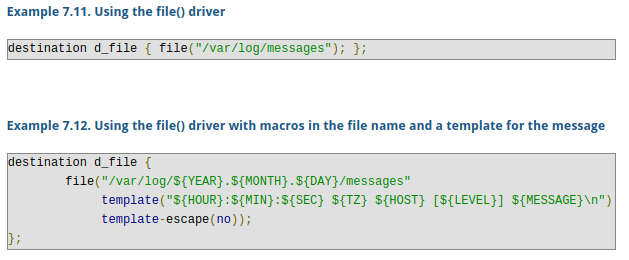 Example 7.11. Using the file() driver
destination d_file { file("/var/log/messages"); };
Example 7.12. Using the file() driver with macros in the file name and a template for the message
destination d_file {
        file("/var/log/${YEAR}.${MONTH}.${DAY}/messages"
             template("${HOUR}:${MIN}:${SEC} ${TZ} ${HOST} [${LEVEL}] ${MESSAGE}\n")
             template-escape(no));
};